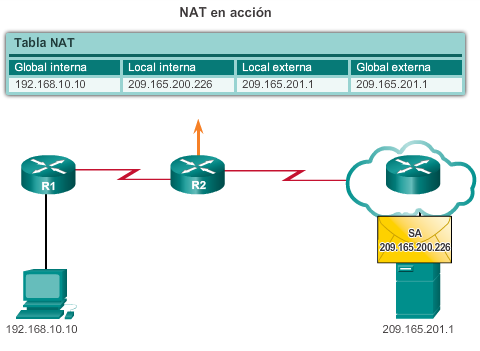 NAT en acción
Tabla NAT
Global interna Local interna Local externa Global externa
192.168.10.10 209.165.200.226 209.165.201.1 209.165.201.1
R1 R2
SA
209.165.200.226
192.168.10.10 209.165.201.1